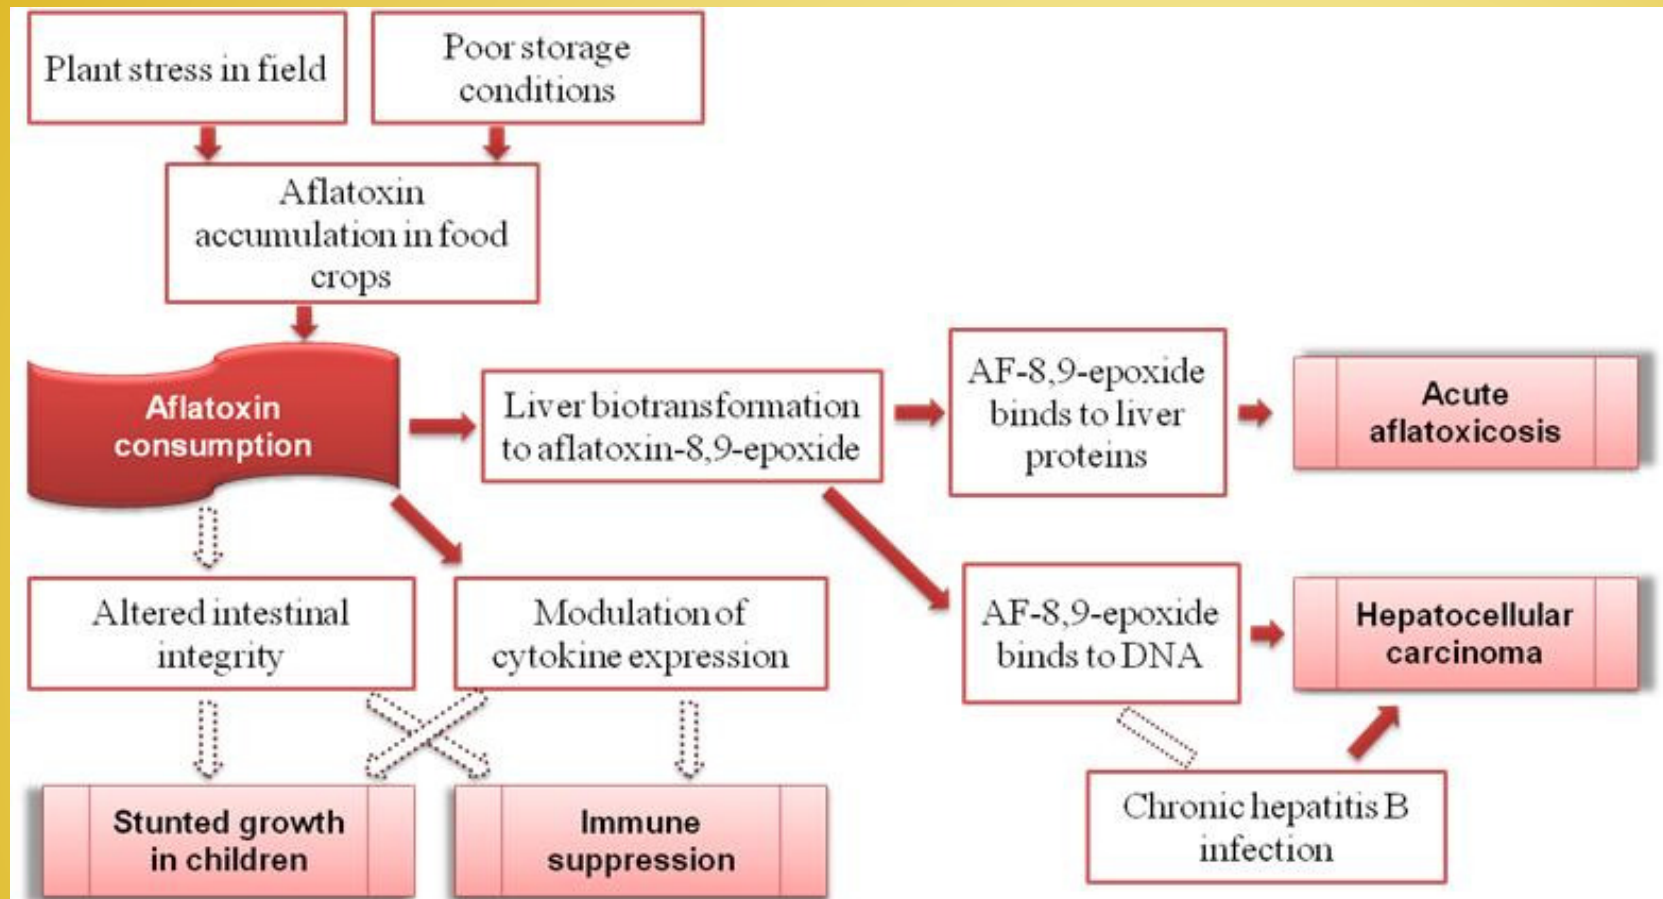 Plant stress in field
Poor storage
conditions
Aflatoxin
accumulation in food
crops
Aflatoxin
consumption
Liver biotransformation
to aflatoxin-8,9-epoxide
AF-8,9-epoxide
binds to liver
proteins
Acute
aflatoxicosis
Altered intestinal
integrity
Modulation of
cytokine expression
AF-8,9-epoxide
binds to DNA
Hepatocellular
carcinoma
Stunted growth
in children
Immune
suppression
Chronic hepatitis B
infection